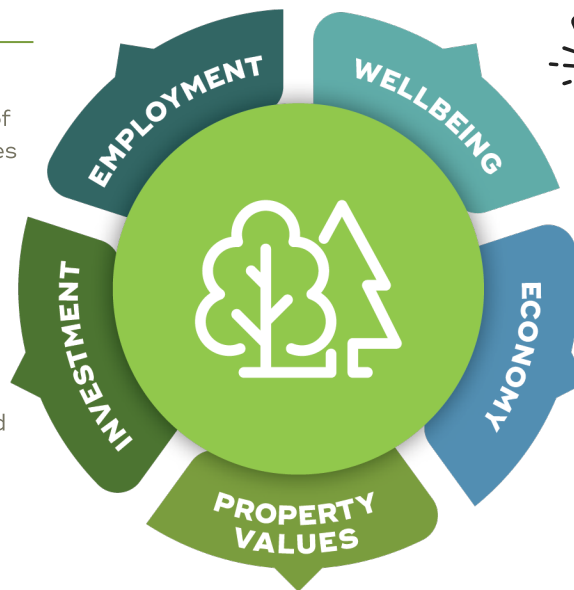 EMPLOYMENT
WELLBEING
ECONOMY
PROPERTY
VALUES
INVESTMENT